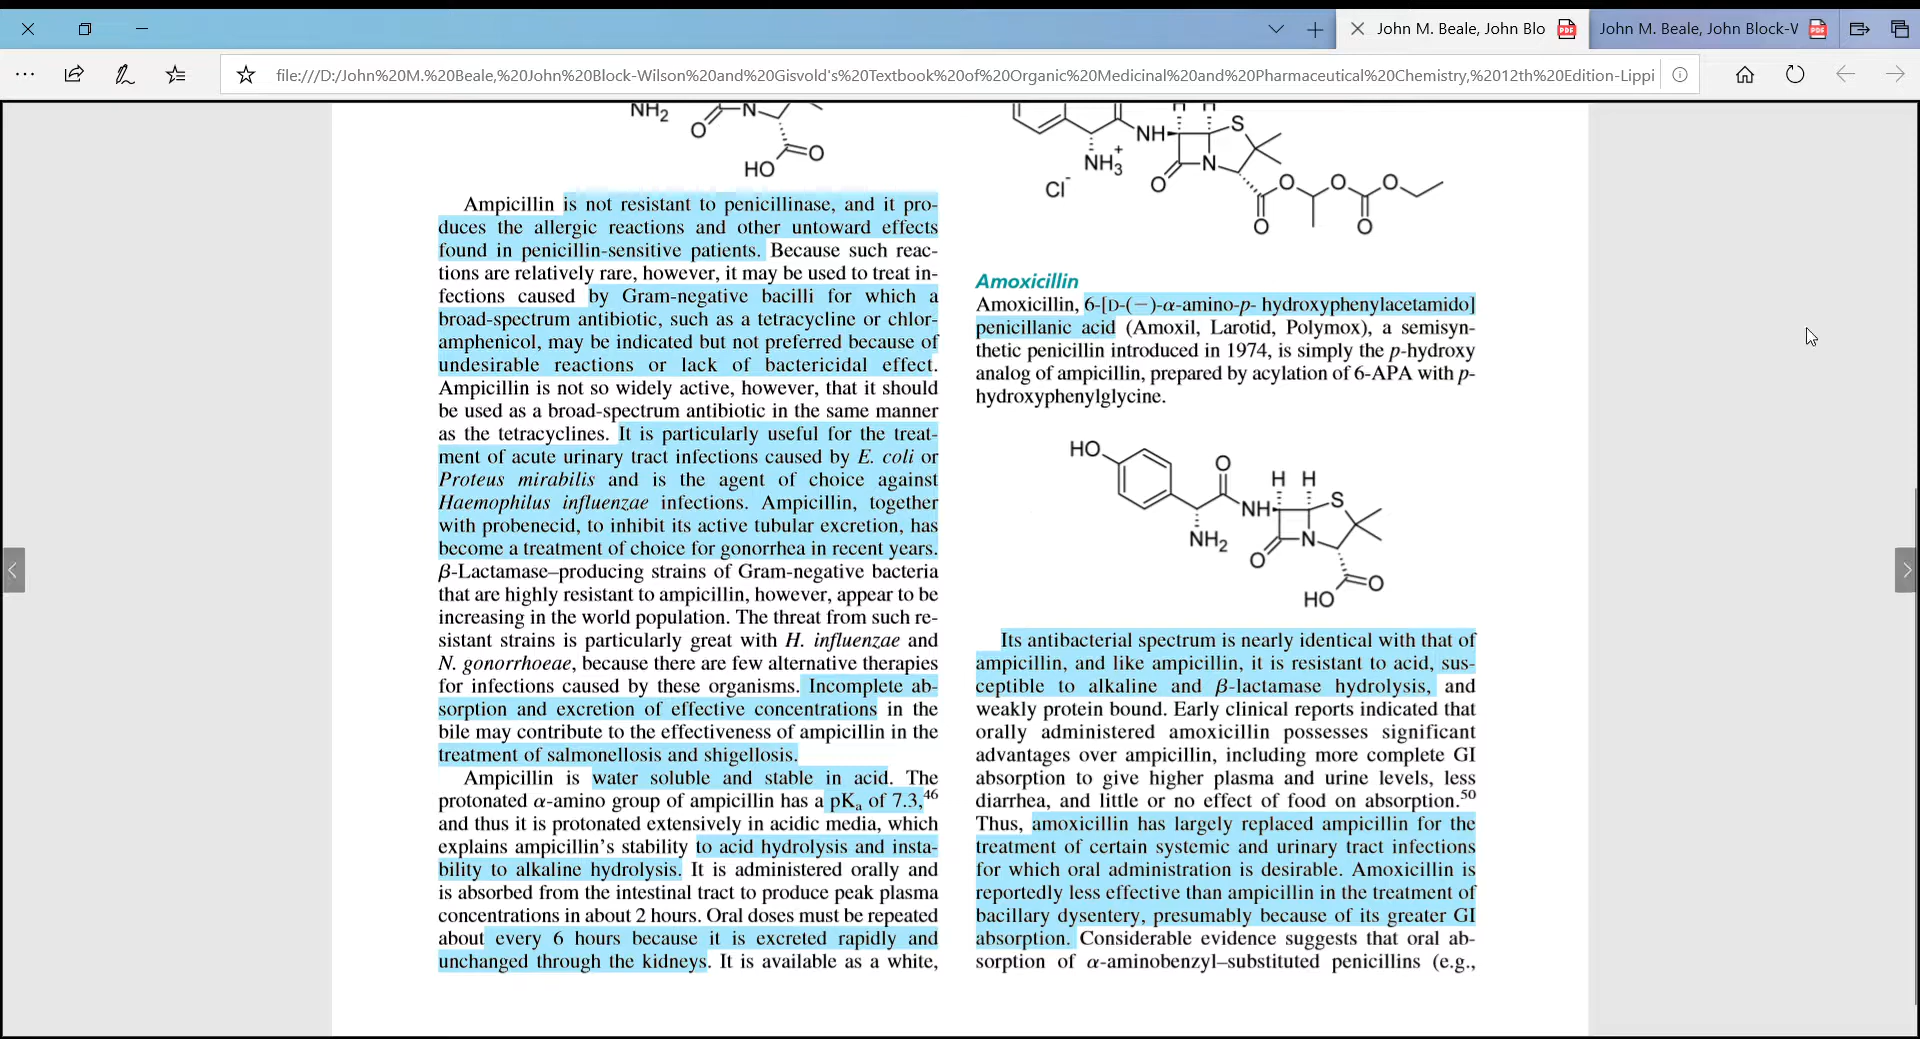 John M. Beale, John Blo
John M. Beale, John Block-V
file:///D:/John%20M.%20Beale,%20John%20Block-Wilson%20and%20Gisvold's%20Textbook%20of%20Organic%20Medicinal%20and%20Pharmaceutical%20Chemistry,%2012th%20Edition-Lippi
NH2
O
N
O
HO
Ampicillin is not resistant to penicillinase, and it pro-
duces the allergic reactions and other untoward effects
found in penicillin-sensitive patients. Because such reac-
tions are relatively rare, however, it may be used to treat in-
fections caused by Gram-negative bacilli for which a
broad-spectrum antibiotic, such as a tetracycline or chlor-
amphenicol, may be indicated but not preferred because of
undesirable reactions or lack of bactericidal effect.
Ampicillin is not so widely active, however, that it should
be used as a broad-spectrum antibiotic in the same manner
as the tetracyclines. It is particularly useful for the treat-
ment of acute urinary tract infections caused by E. coli or
Proteus mirabilis and is the agent of choice against
Haemophilus influenzae infections. Ampicillin, together
with probenecid, to inhibit its active tubular excretion, has
become a treatment of choice for gonorrhea in recent years.
β-Lactamase–producing strains of Gram-negative bacteria
that are highly resistant to ampicillin, however, appear to be
increasing in the world population. The threat from such re-
sistant strains is particularly great with H. influenzae and
N. gonorrhoeae, because there are few alternative therapies
for infections caused by these organisms. Incomplete ab-
sorption and excretion of effective concentrations in the
bile may contribute to the effectiveness of ampicillin in the
treatment of salmonellosis and shigellosis.
Ampicillin is water soluble and stable in acid. The
protonated α-amino group of ampicillin has a pKa of 7.3,46
and thus it is protonated extensively in acidic media, which
explains ampicillin's stability to acid hydrolysis and insta-
bility to alkaline hydrolysis. It is administered orally and
is absorbed from the intestinal tract to produce peak plasma
concentrations in about 2 hours. Oral doses must be repeated
about every 6 hours because it is excreted rapidly and
unchanged through the kidneys. It is available as a white,
H H
NH
S
NH3+
Cl-
O
N
O
O
O
O
O
Amoxicillin
Amoxicillin, 6-[D-(−)-α-amino-p- hydroxyphenylacetamido]
penicillanic acid (Amoxil, Larotid, Polymox), a semisyn-
thetic penicillin introduced in 1974, is simply the p-hydroxy
analog of ampicillin, prepared by acylation of 6-APA with p-
hydroxyphenylglycine.
HO
O
H H
NH
S
NH2
O
N
O
HO
Its antibacterial spectrum is nearly identical with that of
ampicillin, and like ampicillin, it is resistant to acid, sus-
ceptible to alkaline and β-lactamase hydrolysis, and
weakly protein bound. Early clinical reports indicated that
orally administered amoxicillin possesses significant
advantages over ampicillin, including more complete GI
absorption to give higher plasma and urine levels, less
diarrhea, and little or no effect of food on absorption.50
Thus, amoxicillin has largely replaced ampicillin for the
treatment of certain systemic and urinary tract infections
for which oral administration is desirable. Amoxicillin is
reportedly less effective than ampicillin in the treatment of
bacillary dysentery, presumably because of its greater GI
absorption. Considerable evidence suggests that oral ab-
sorption of α-aminobenzyl–substituted penicillins (e.g.,